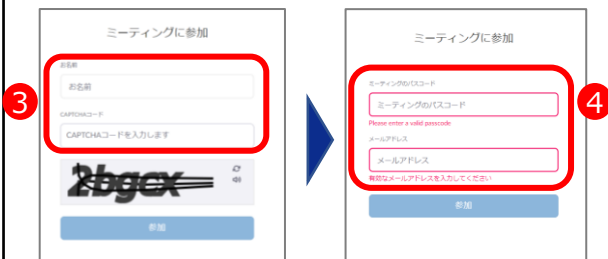 ミーティングに参加
お名前
お名前
CAPTCHAコード
CAPTCHAコードを入力します
2bgcx
参加
3
ミーティングに参加
ミーティングのパスコード
ミーティングのパスコード
Please enter a valid passcode
メールアドレス
メールアドレス
有効なメールアドレスを入力してください
参加
4